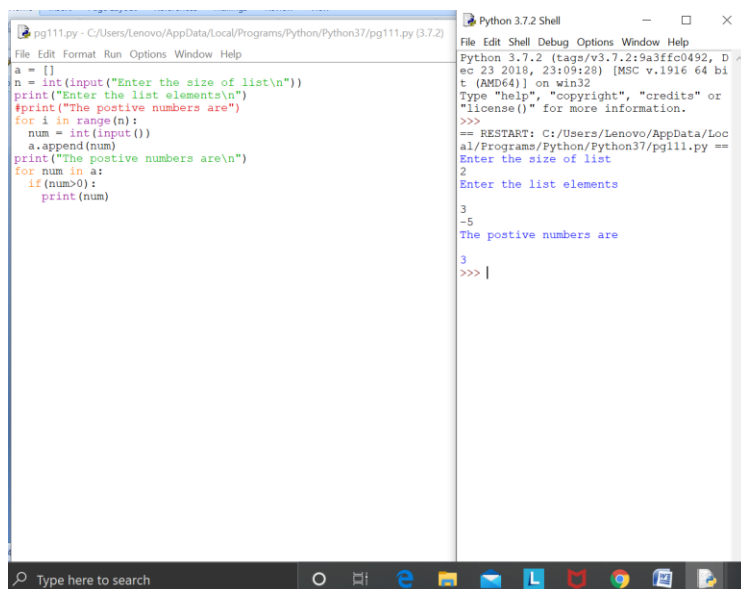 pg111.py - C:/Users/Lenovo/AppData/Local/Programs/Python/Python37/pg111.py (3.7.2)
File Edit Format Run Options Window Help
a = []
n = int(input("Enter the size of list\n"))
print("Enter the list elements\n")
#print("The postive numbers are")
for i in range(n):
  num = int(input())
  a.append(num)
print("The postive numbers are\n")
for num in a:
  if(num>0):
    print(num)
Python 3.7.2 Shell
File Edit Shell Debug Options Window Help
Python 3.7.2 (tags/v3.7.2:9a3ffc0492, D
ec 23 2018, 23:09:28) [MSC v.1916 64 bi
t (AMD64)] on win32
Type "help", "copyright", "credits" or
"license()" for more information.
>>>
== RESTART: C:/Users/Lenovo/AppData/Loc
al/Programs/Python/Python37/pg111.py ==
Enter the size of list
2
Enter the list elements

3
-5
The postive numbers are

3
>>>
Type here to search
L